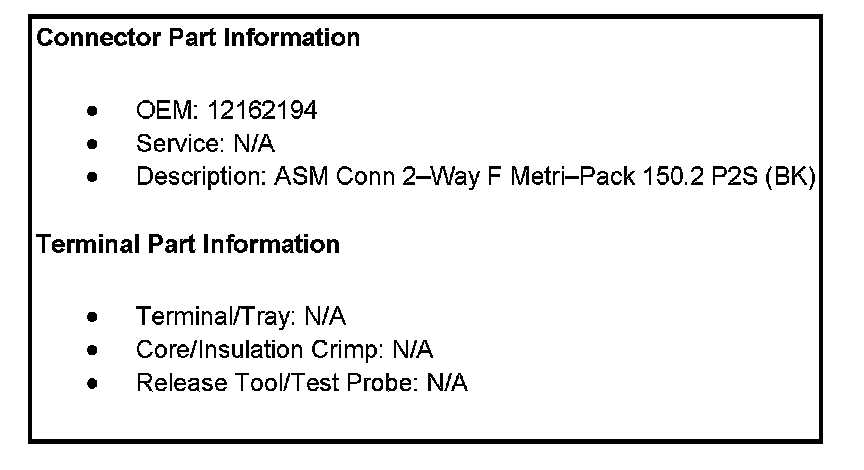 Connector Part Information
• OEM: 12162194
• Service: N/A
• Description: ASM Conn 2–Way F Metri–Pack 150.2 P2S (BK)
Terminal Part Information
• Terminal/Tray: N/A
• Core/Insulation Crimp: N/A
• Release Tool/Test Probe: N/A